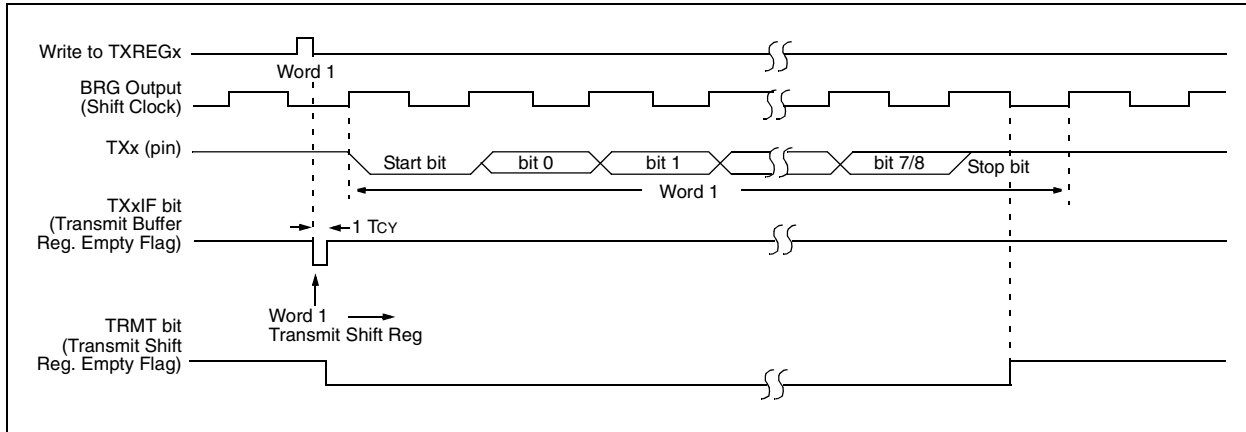 Write to TXREGx
Word 1
BRG Output
(Shift Clock)
TXx (pin)
Start bit
bit 0
bit 1
bit 7/8
Stop bit
Word 1
TXxIF bit
(Transmit Buffer
Reg. Empty Flag)
1 TCY
Word 1
Transmit Shift Reg
TRMT bit
(Transmit Shift
Reg. Empty Flag)